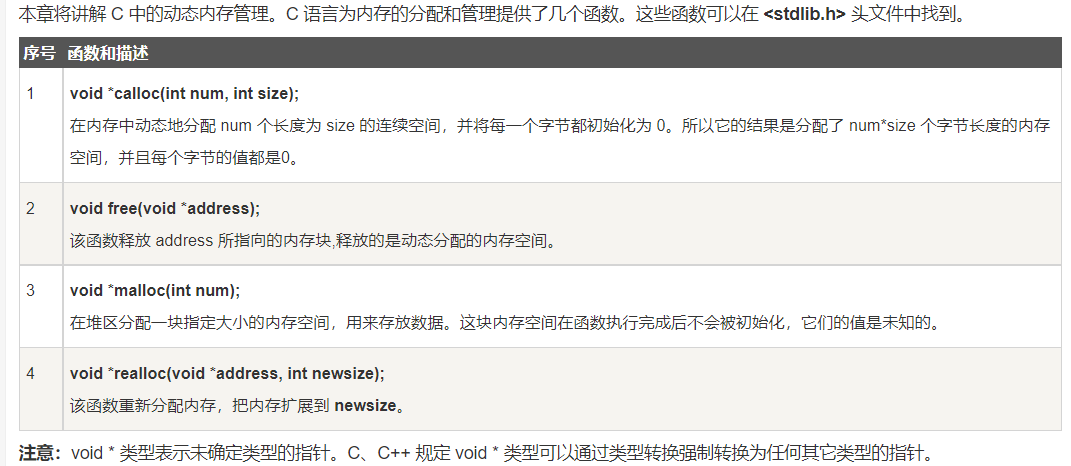 本章将讲解 C 中的动态内存管理。C 语言为内存的分配和管理提供了几个函数。这些函数可以在 <stdlib.h> 头文件中找到。
序号 函数和描述
1 void *calloc(int num, int size);
在内存中动态地分配 num 个长度为 size 的连续空间，并将每一个字节都初始化为 0。所以它的结果是分配了 num*size 个字节长度的内存
空间，并且每个字节的值都是0。
2 void free(void *address);
该函数释放 address 所指向的内存块,释放的是动态分配的内存空间。
3 void *malloc(int num);
在堆区分配一块指定大小的内存空间，用来存放数据。这块内存空间在函数执行完成后不会被初始化，它们的值是未知的。
4 void *realloc(void *address, int newsize);
该函数重新分配内存，把内存扩展到 newsize。
注意：void * 类型表示未确定类型的指针。C、C++ 规定 void * 类型可以通过类型转换强制转换为任何其它类型的指针。